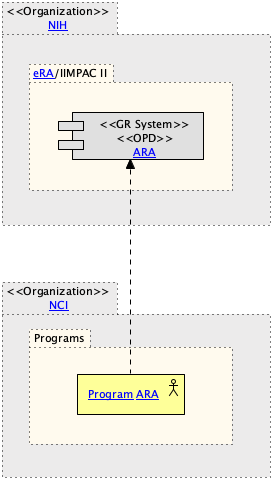 <<Organization>>
NIH
eRA/IIMPAC II
<<GR System>>
<<OPD>>
ARA
<<Organization>>
NCI
Programs
Program ARA